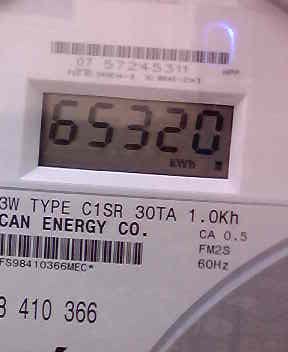 07 57245311
65320
KWh
3W TYPE C1SR 30TA 1.0Kh
CAN ENERGY CO.
CA 0.5
FM2S
60Hz
FS98410366MEC*
8 410 366